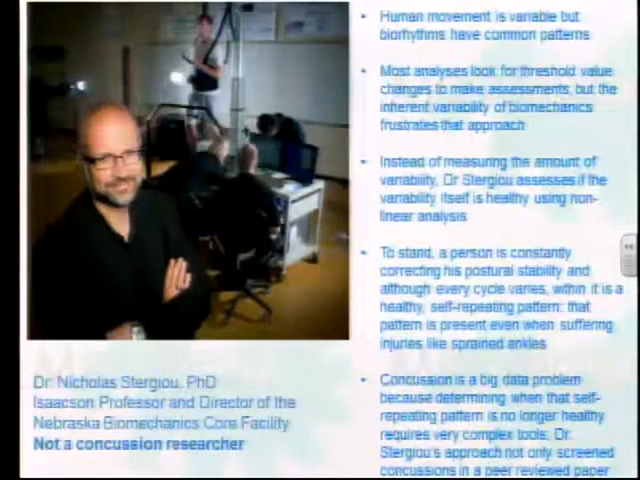 Human movement is variable but
biorhythms have common patterns
Most analyses look for threshold value
changes to make assessments, but the
inherent variability of biomechanics
frustrates that approach
Instead of measuring the amount of
variability, Dr Stergiou assesses if the
variability itself is healthy using non-
linear analysis
To stand, a person is constantly
correcting his postural stability and
although every cycle varies, within it is a
healthy, self-repeating pattern: that
pattern is present even when suffering
injuries like sprained ankles
Concussion is a big data problem
because determining when that self-
repeating pattern is no longer healthy
requires very complex tools. Dr.
Stergiou's approach not only screened
concussions in a peer reviewed paper
Dr. Nicholas Stergiou, PhD
Isaacson Professor and Director of the
Nebraska Biomechanics Core Facility
Not a concussion researcher